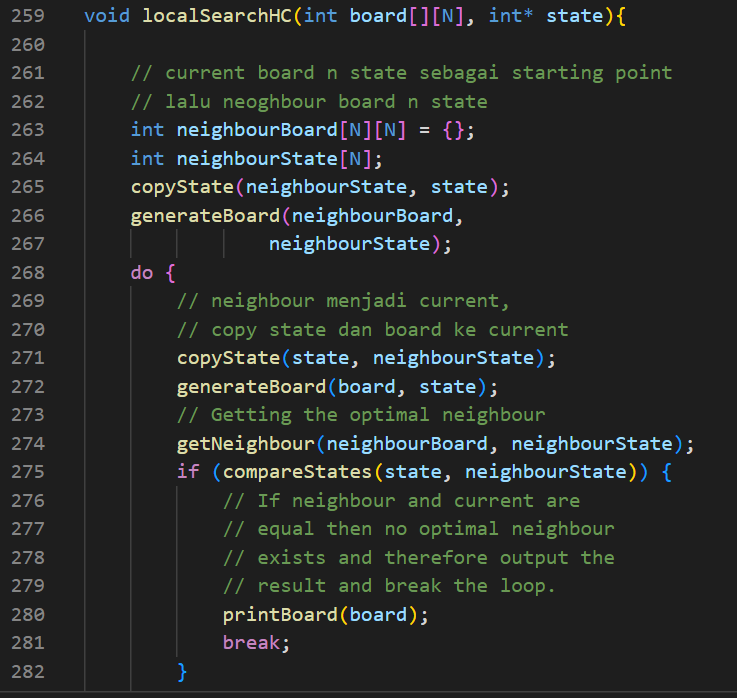 259 void localSearchHC(int board[][N], int* state){
260
261 // current board n state sebagai starting point
262 // lalu neoghbour board n state
263 int neighbourBoard[N][N] = {};
264 int neighbourState[N];
265 copyState(neighbourState, state);
266 generateBoard(neighbourBoard,
267 neighbourState);
268 do {
269 // neighbour menjadi current,
270 // copy state dan board ke current
271 copyState(state, neighbourState);
272 generateBoard(board, state);
273 // Getting the optimal neighbour
274 getNeighbour(neighbourBoard, neighbourState);
275 if (compareStates(state, neighbourState)) {
276 // If neighbour and current are
277 // equal then no optimal neighbour
278 // exists and therefore output the
279 // result and break the loop.
280 printBoard(board);
281 break;
282 }